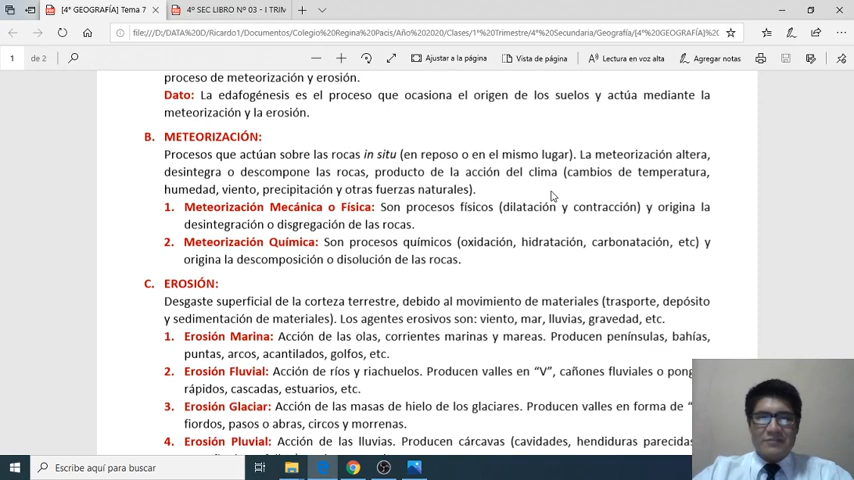 [4° GEOGRAFÍA] Tema 7
4º SEC LIBRO Nº 03 - I TRIM
file:///D:/DATA%20D/Ricardo1/Documentos/Colegio%20Regina%20Pacis/Año%202020/Clases/1°%20Trimestre/4°%20Secundaria/Geografía/[4°%20GEOGRAFÍA]%2
1
de 2
Ajustar a la página
Vista de página
Lectura en voz alta
Agregar notas
proceso de meteorización y erosión.
Dato: La edafogénesis es el proceso que ocasiona el origen de los suelos y actúa mediante la
meteorización y la erosión.
B. METEORIZACIÓN:
Procesos que actúan sobre las rocas in situ (en reposo o en el mismo lugar). La meteorización altera,
desintegra o descompone las rocas, producto de la acción del clima (cambios de temperatura,
humedad, viento, precipitación y otras fuerzas naturales).
1. Meteorización Mecánica o Física: Son procesos físicos (dilatación y contracción) y origina la
desintegración o disgregación de las rocas.
2. Meteorización Química: Son procesos químicos (oxidación, hidratación, carbonatación, etc) y
origina la descomposición o disolución de las rocas.
C. EROSIÓN:
Desgaste superficial de la corteza terrestre, debido al movimiento de materiales (trasporte, depósito
y sedimentación de materiales). Los agentes erosivos son: viento, mar, lluvias, gravedad, etc.
1. Erosión Marina: Acción de las olas, corrientes marinas y mareas. Producen penínsulas, bahías,
puntas, arcos, acantilados, golfos, etc.
2. Erosión Fluvial: Acción de ríos y riachuelos. Producen valles en “V”, cañones fluviales o pong
rápidos, cascadas, estuarios, etc.
3. Erosión Glaciar: Acción de las masas de hielo de los glaciares. Producen valles en forma de “
fiordos, pasos o abras, circos y morrenas.
4. Erosión Pluvial: Acción de las lluvias. Producen cárcavas (cavidades, hendiduras parecidas
Escribe aquí para buscar